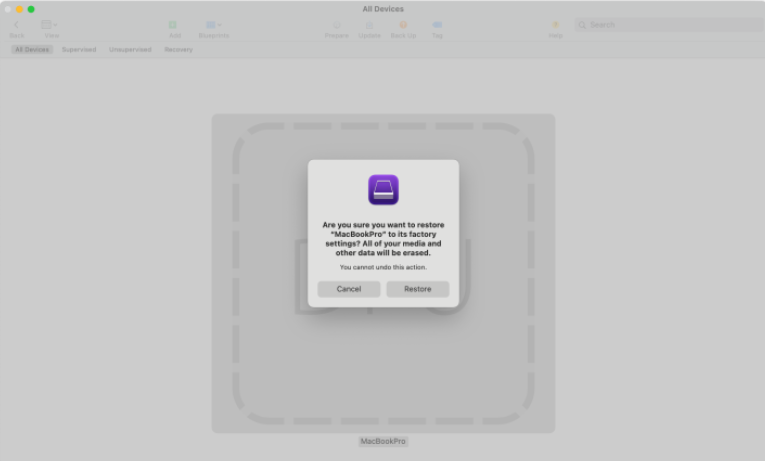 All Devices
Back
View
Add
Blueprints
Prepare
Update
Back Up
Tag
Help
Search
All Devices
Supervised
Unsupervised
Recovery
Are you sure you want to restore
"MacBookPro" to its factory
settings? All of your media and
other data will be erased.
You cannot undo this action.
Cancel
Restore
DFU
MacBookPro